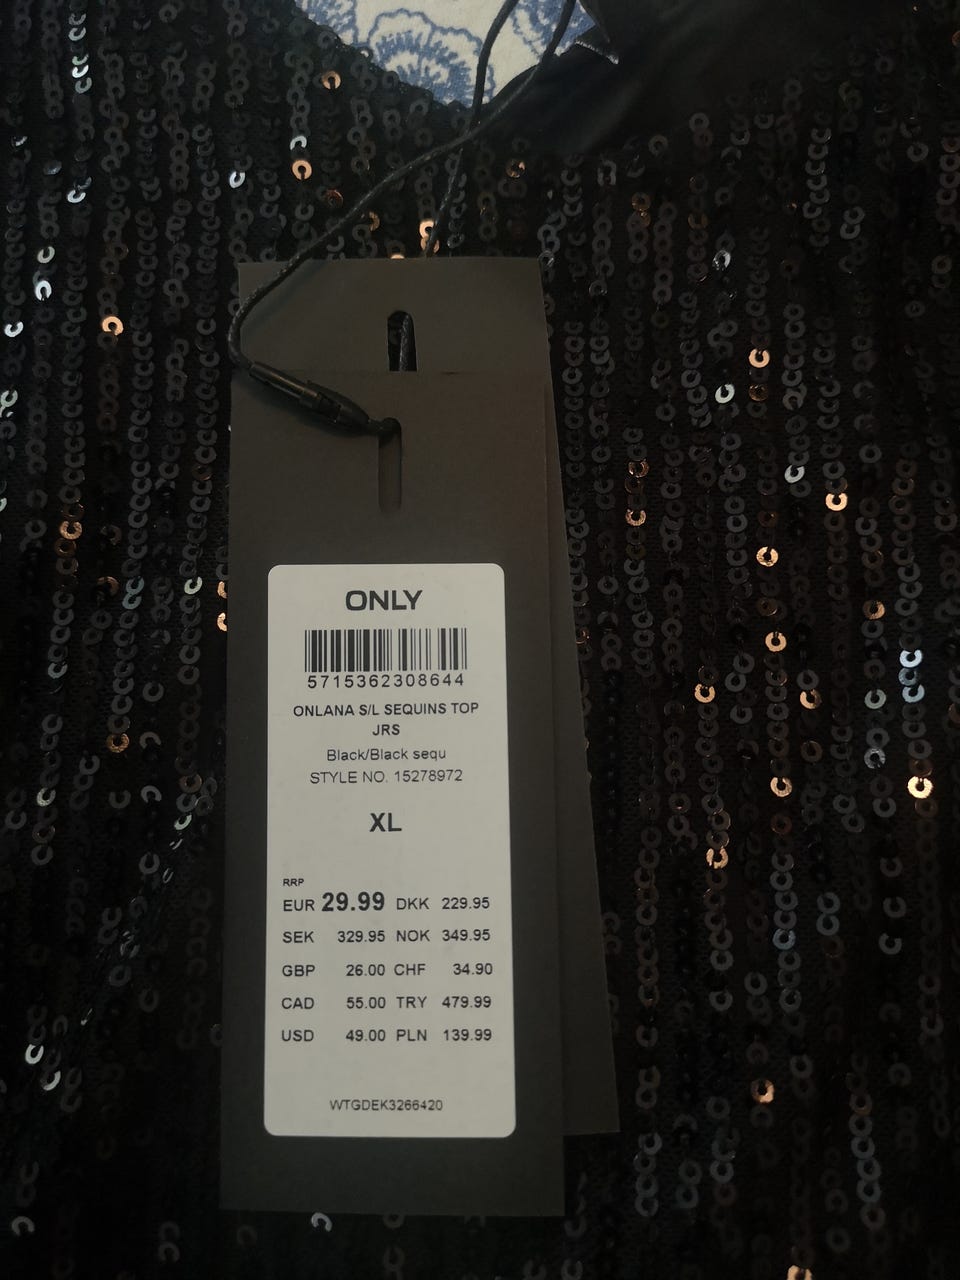 ONLY
5715362308644
ONLANA S/L SEQUINS TOP
JRS
Black/Black sequ
STYLE NO. 15278972
XL
RRP
EUR 29.99 DKK 229.95
SEK 329.95 NOK 349.95
GBP 26.00 CHF 34.90
CAD 55.00 TRY 479.99
USD 49.00 PLN 139.99
WTGDEK3266420